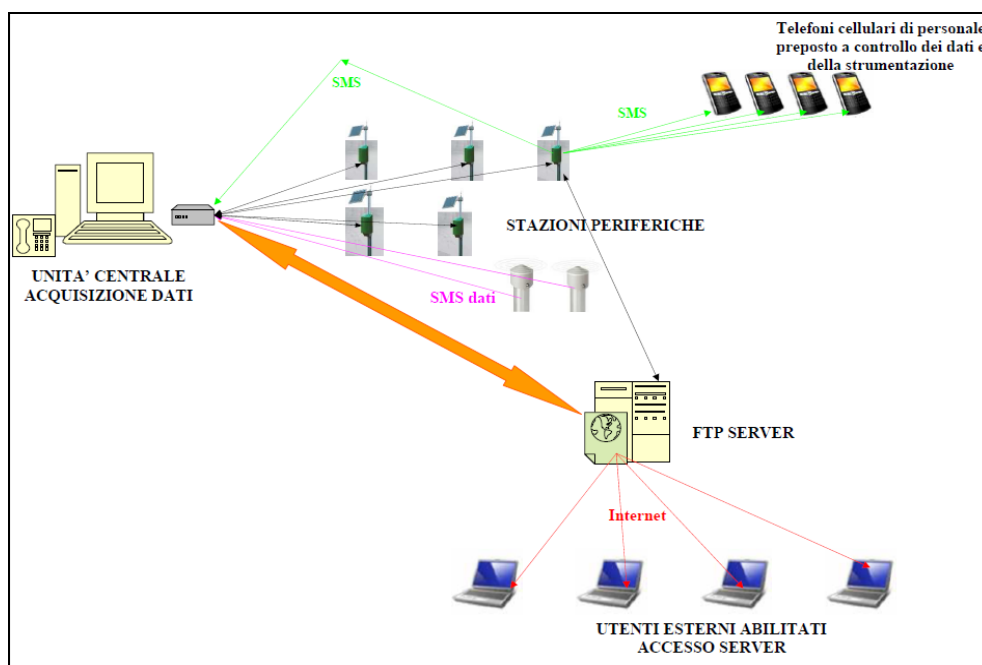 Telefoni cellulari di personale
preposto a controllo dei dati e
della strumentazione
SMS
SMS
STAZIONI PERIFERICHE
UNITA' CENTRALE
ACQUISIZIONE DATI
SMS dati
FTP SERVER
Internet
UTENTI ESTERNI ABILITATI
ACCESSO SERVER